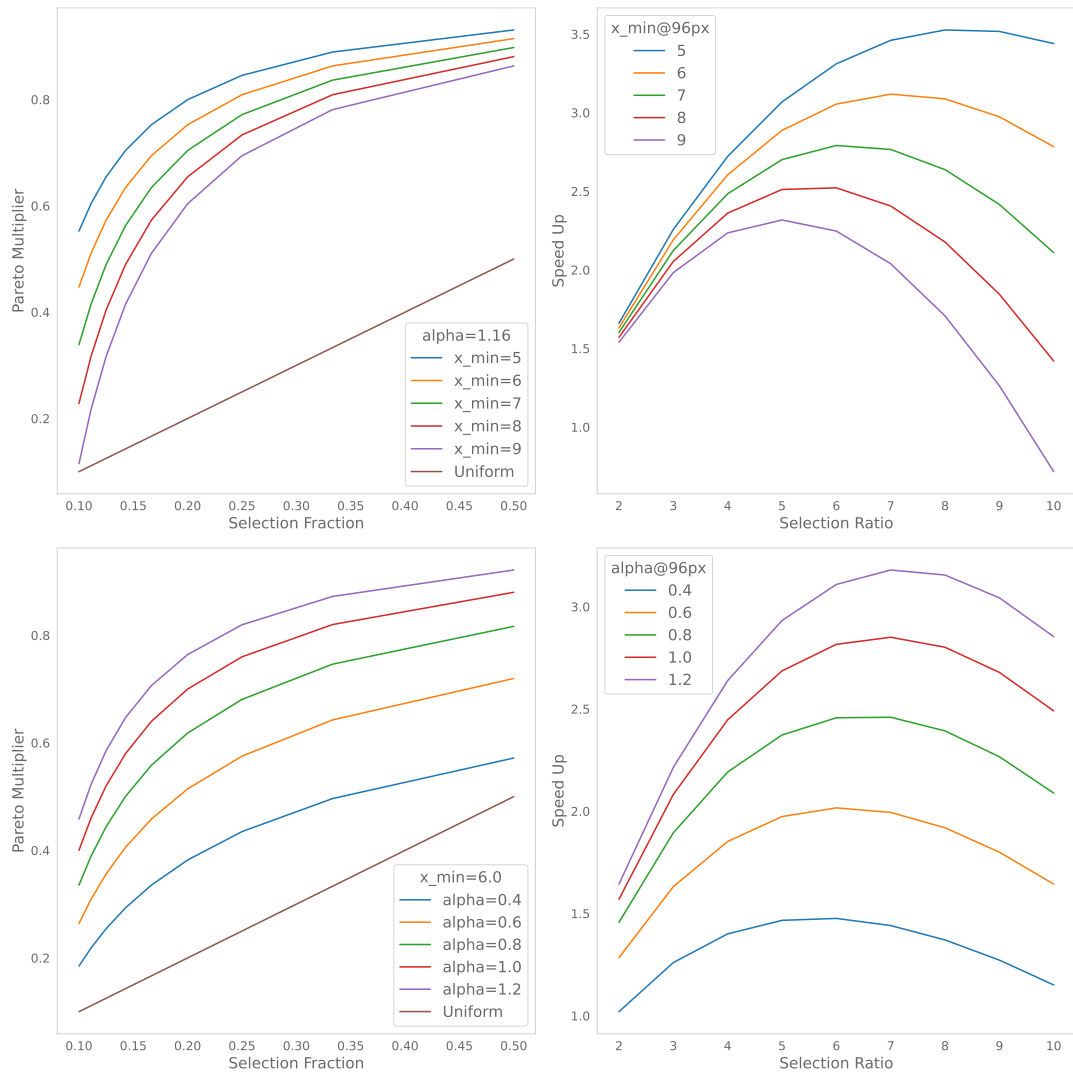 Pareto Multiplier
0.8
0.6
0.4
0.2
alpha=1.16
x_min=5
x_min=6
x_min=7
x_min=8
x_min=9
Uniform
0.10 0.15 0.20 0.25 0.30 0.35 0.40 0.45 0.50
Selection Fraction
Speed Up
3.5
3.0
2.5
2.0
1.5
1.0
x_min@96px
5
6
7
8
9
2 3 4 5 6 7 8 9 10
Selection Ratio
Pareto Multiplier
0.8
0.6
0.4
0.2
x_min=6.0
alpha=0.4
alpha=0.6
alpha=0.8
alpha=1.0
alpha=1.2
Uniform
0.10 0.15 0.20 0.25 0.30 0.35 0.40 0.45 0.50
Selection Fraction
Speed Up
3.0
2.5
2.0
1.5
1.0
alpha@96px
0.4
0.6
0.8
1.0
1.2
2 3 4 5 6 7 8 9 10
Selection Ratio